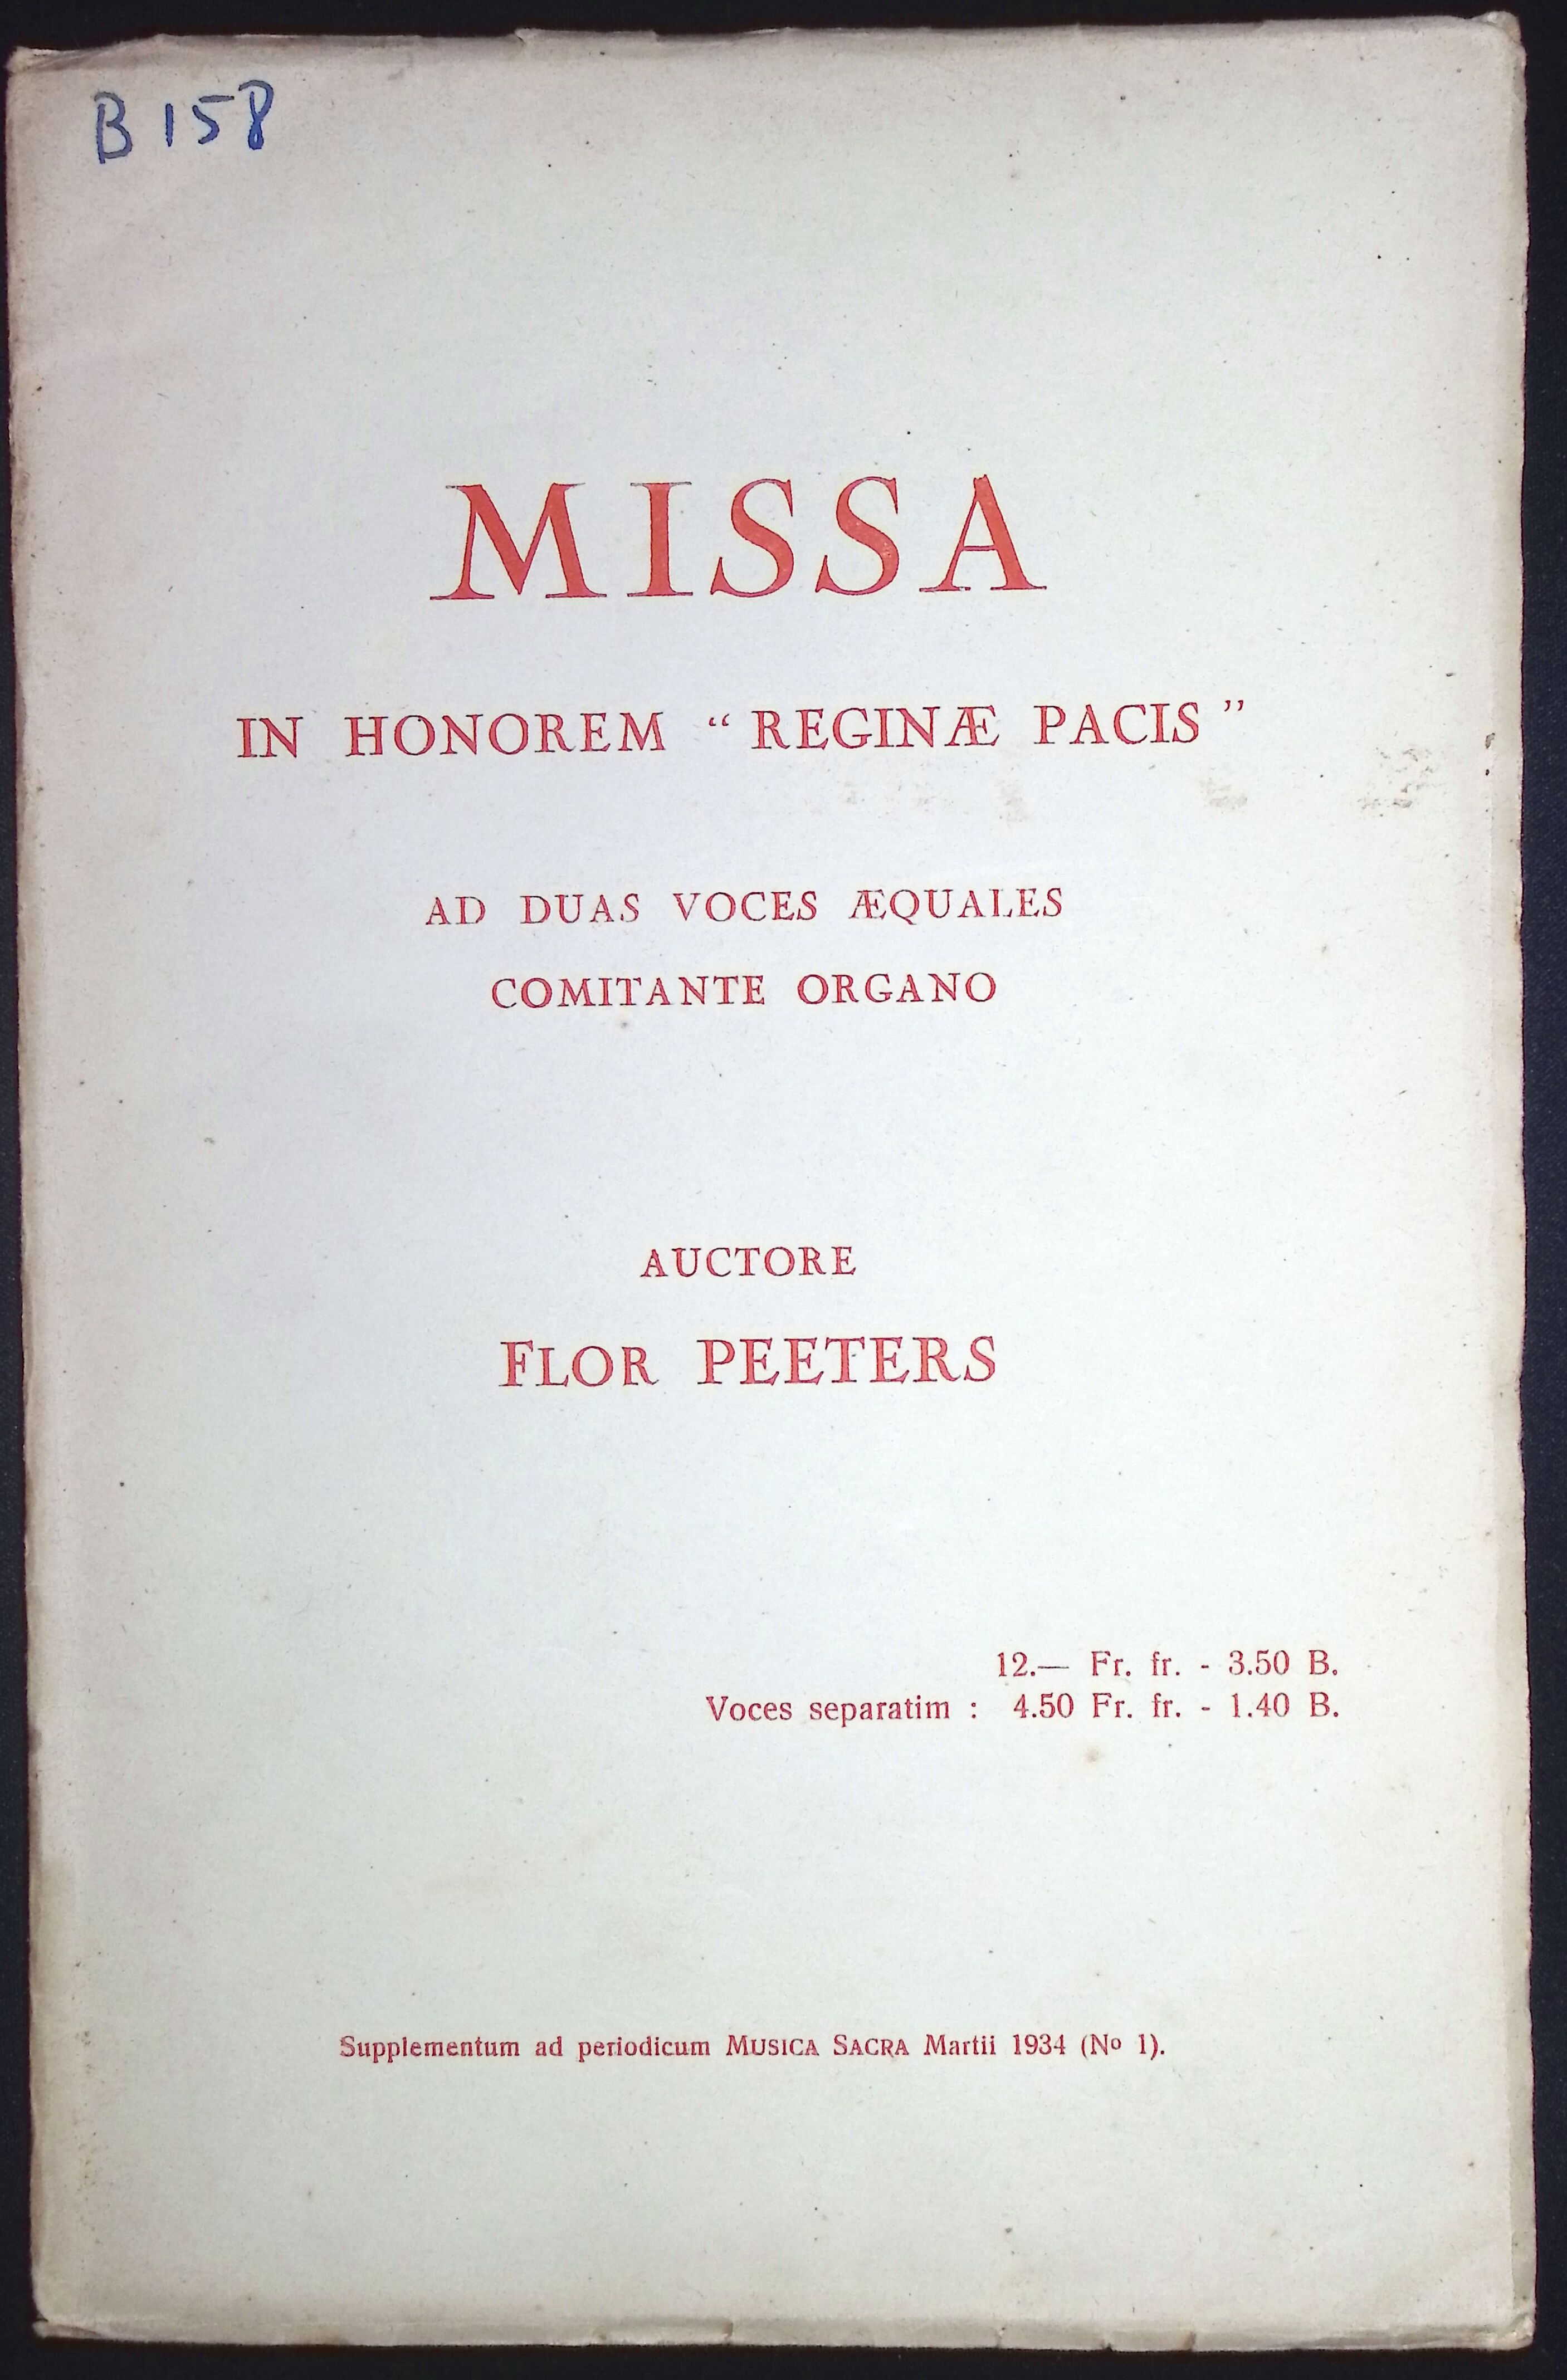 B 158
MISSA
IN HONOREM “ REGINÆ PACIS ”
AD DUAS VOCES ÆQUALES
COMITANTE ORGANO
AUCTORE
FLOR PEETERS
12.— Fr. fr. - 3.50 B.
Voces separatim : 4.50 Fr. fr. - 1.40 B.
Supplementum ad periodicum MUSICA SACRA Martii 1934 (Nº 1).